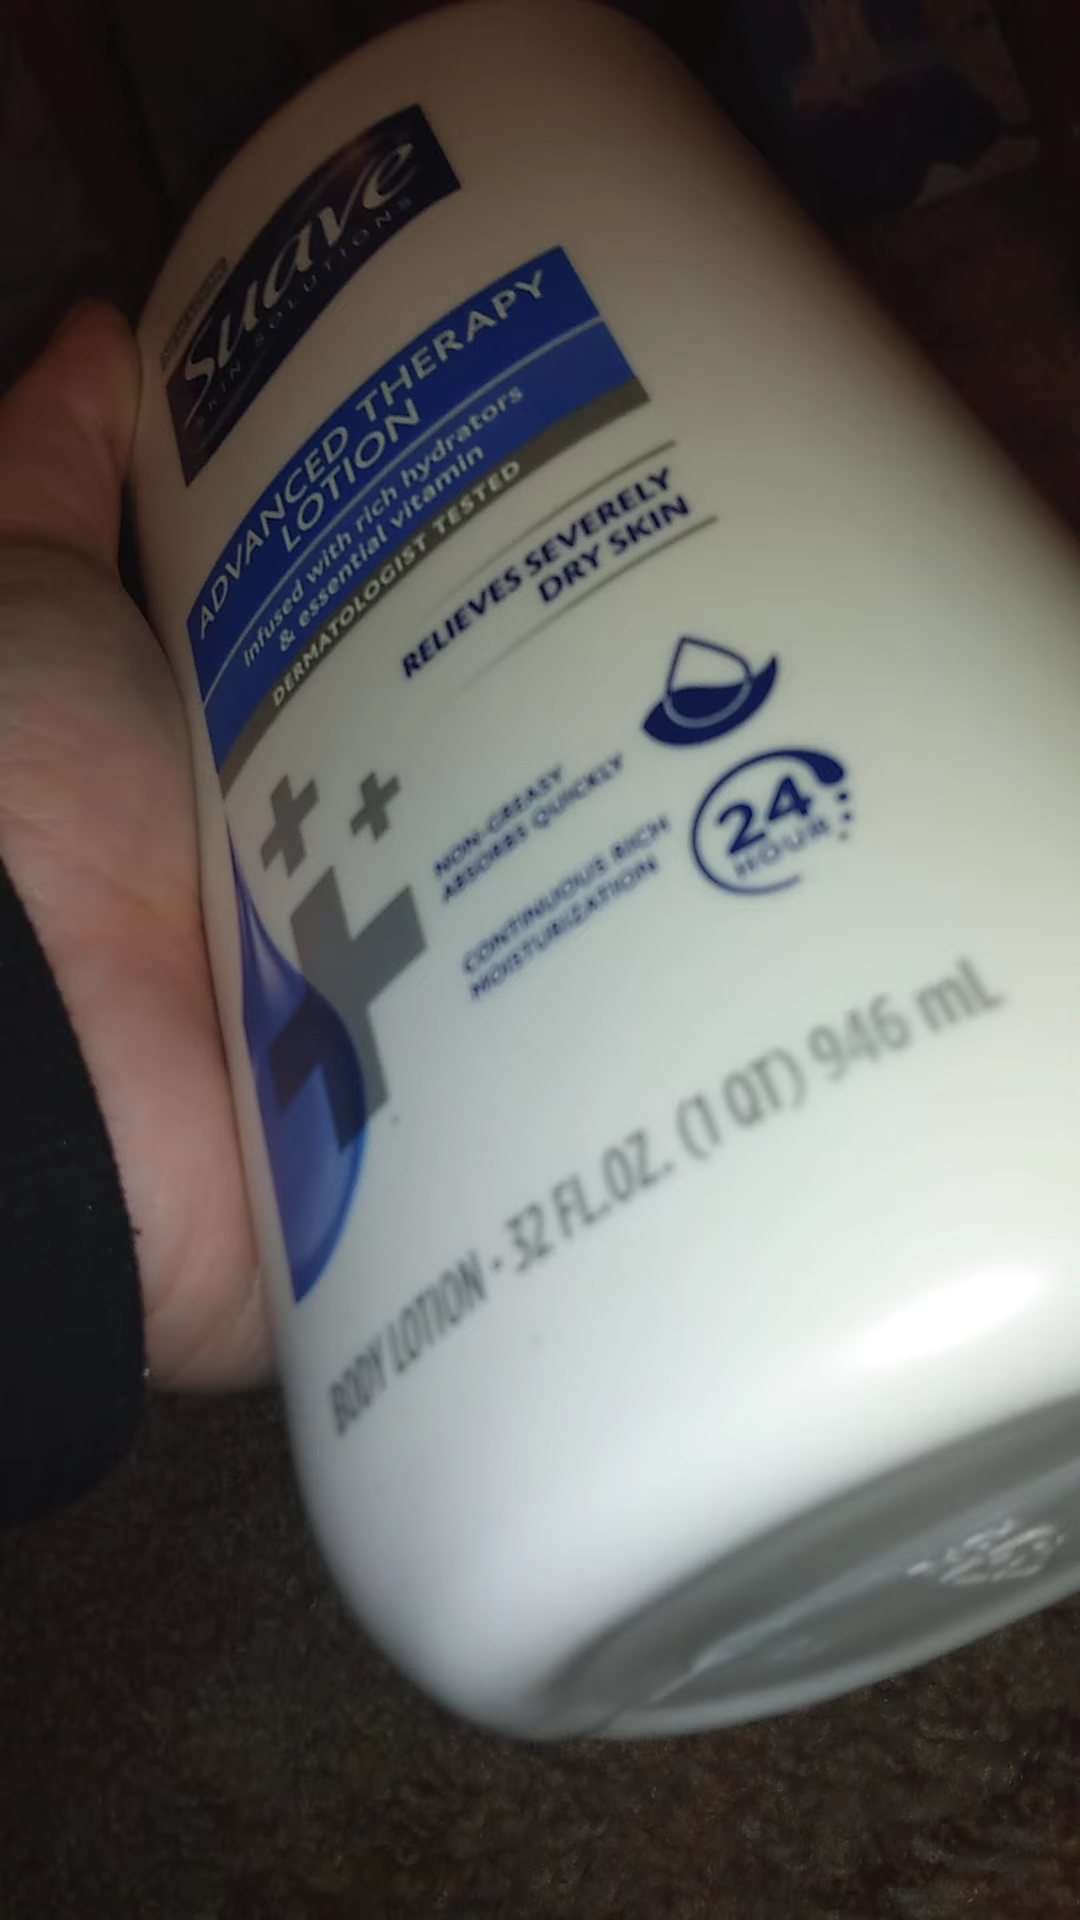 suave
SKIN SOLUTIONS
ADVANCED THERAPY
LOTION
infused with rich hydrators
& essential vitamin
DERMATOLOGIST TESTED
RELIEVES SEVERELY
DRY SKIN
NON-GREASY
ABSORBS QUICKLY
CONTINUOUS RICH
MOISTURIZATION
24
HOUR
BODY LOTION · 32 FL.OZ. (1 QT) 946 mL